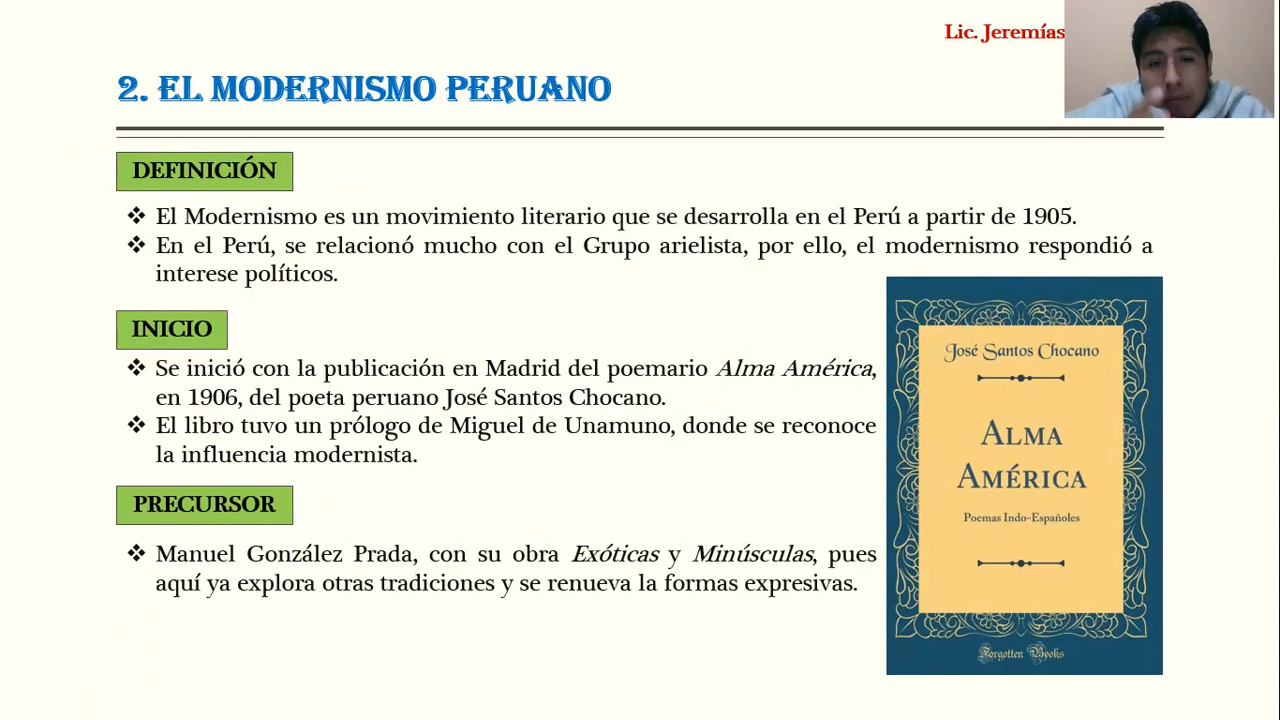 Lic. Jeremías
2. EL MODERNISMO PERUANO
DEFINICIÓN
❖ El Modernismo es un movimiento literario que se desarrolla en el Perú a partir de 1905.
❖ En el Perú, se relacionó mucho con el Grupo arielista, por ello, el modernismo respondió a
interese políticos.
INICIO
❖ Se inició con la publicación en Madrid del poemario Alma América,
en 1906, del poeta peruano José Santos Chocano.
❖ El libro tuvo un prólogo de Miguel de Unamuno, donde se reconoce
la influencia modernista.
PRECURSOR
❖ Manuel González Prada, con su obra Exóticas y Minúsculas, pues
aquí ya explora otras tradiciones y se renueva la formas expresivas.
José Santos Chocano
ALMA
AMÉRICA
Poemas Indo-Españoles
Forgotten Books